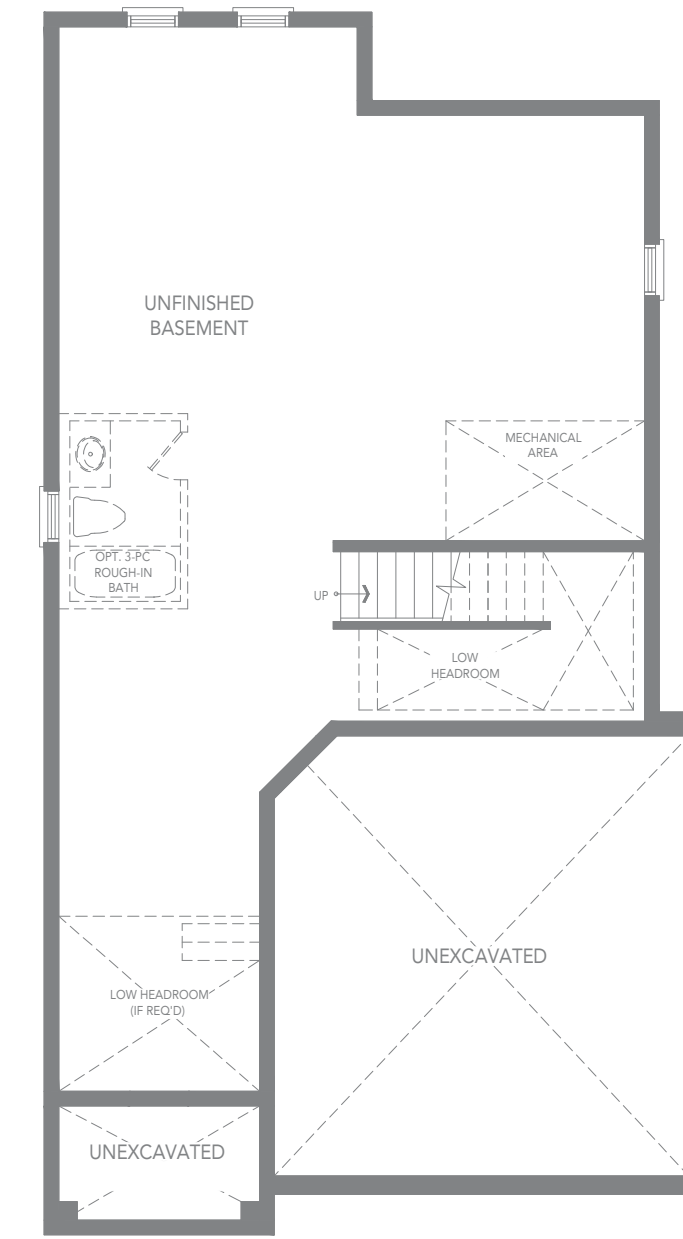 UNFINISHED
BASEMENT
MECHANICAL
AREA
OPT. 3-PC
ROUGH-IN
BATH
UP
LOW
HEADROOM
UNEXCAVATED
LOW HEADROOM
(IF REQ'D)
UNEXCAVATED